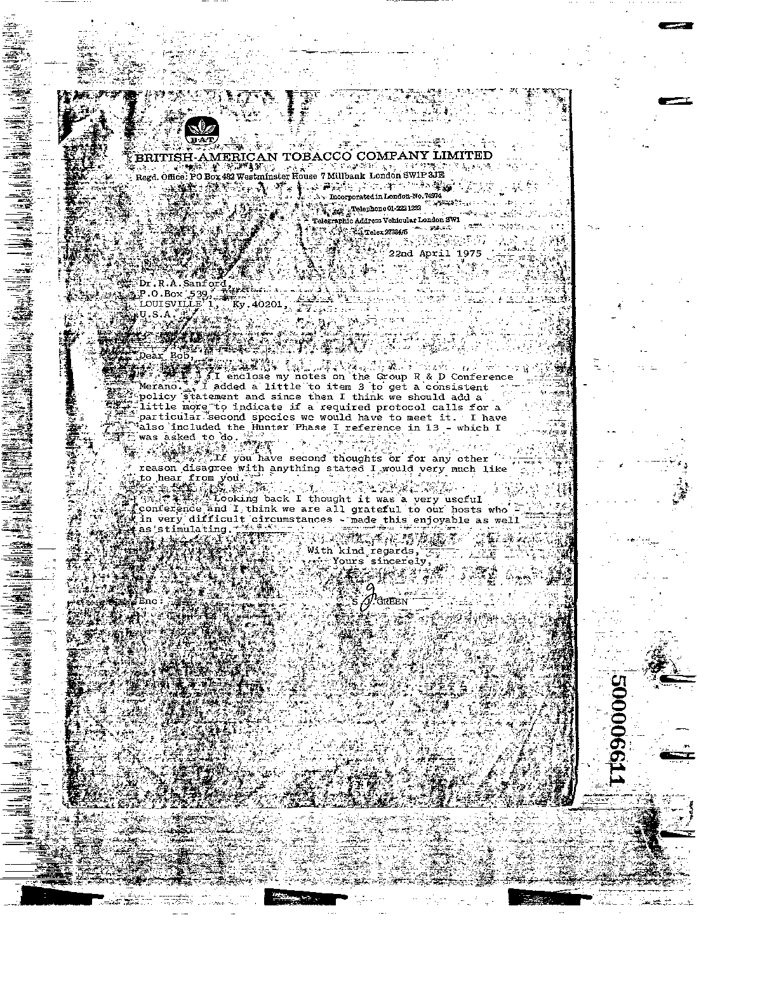 B·A·T
BRITISH-AMERICAN TOBACCO COMPANY LIMITED
Regd. Office: PO Box 482 Westminster House 7 Millbank London SW1P 3JE
Incorporated in London-No. 74974
Telephone 01-222 1222
Telegraphic Address Vehicular London SW1
Telex
22nd April 1975
Dr.R.A.Sanford,
P.O.Box 539,
LOUISVILLE 1, Ky.40201,
U.S.A.
Dear Bob,
I enclose my notes on the Group R & D Conference
Merano. I added a little to item 3 to get a consistent
policy statement and since then I think we should add a
little more to indicate if a required protocol calls for a
particular second species we would have to meet it. I have
also included the Hunter Phase I reference in 13 - which I
was asked to do.
If you have second thoughts or for any other
reason disagree with anything stated I would very much like
to hear from you.
Looking back I thought it was a very useful
conference and I think we are all grateful to our hosts who -
in very difficult circumstances - made this enjoyable as well
as stimulating.
With kind regards,
Yours sincerely,
Enc
S J GREEN
500006611